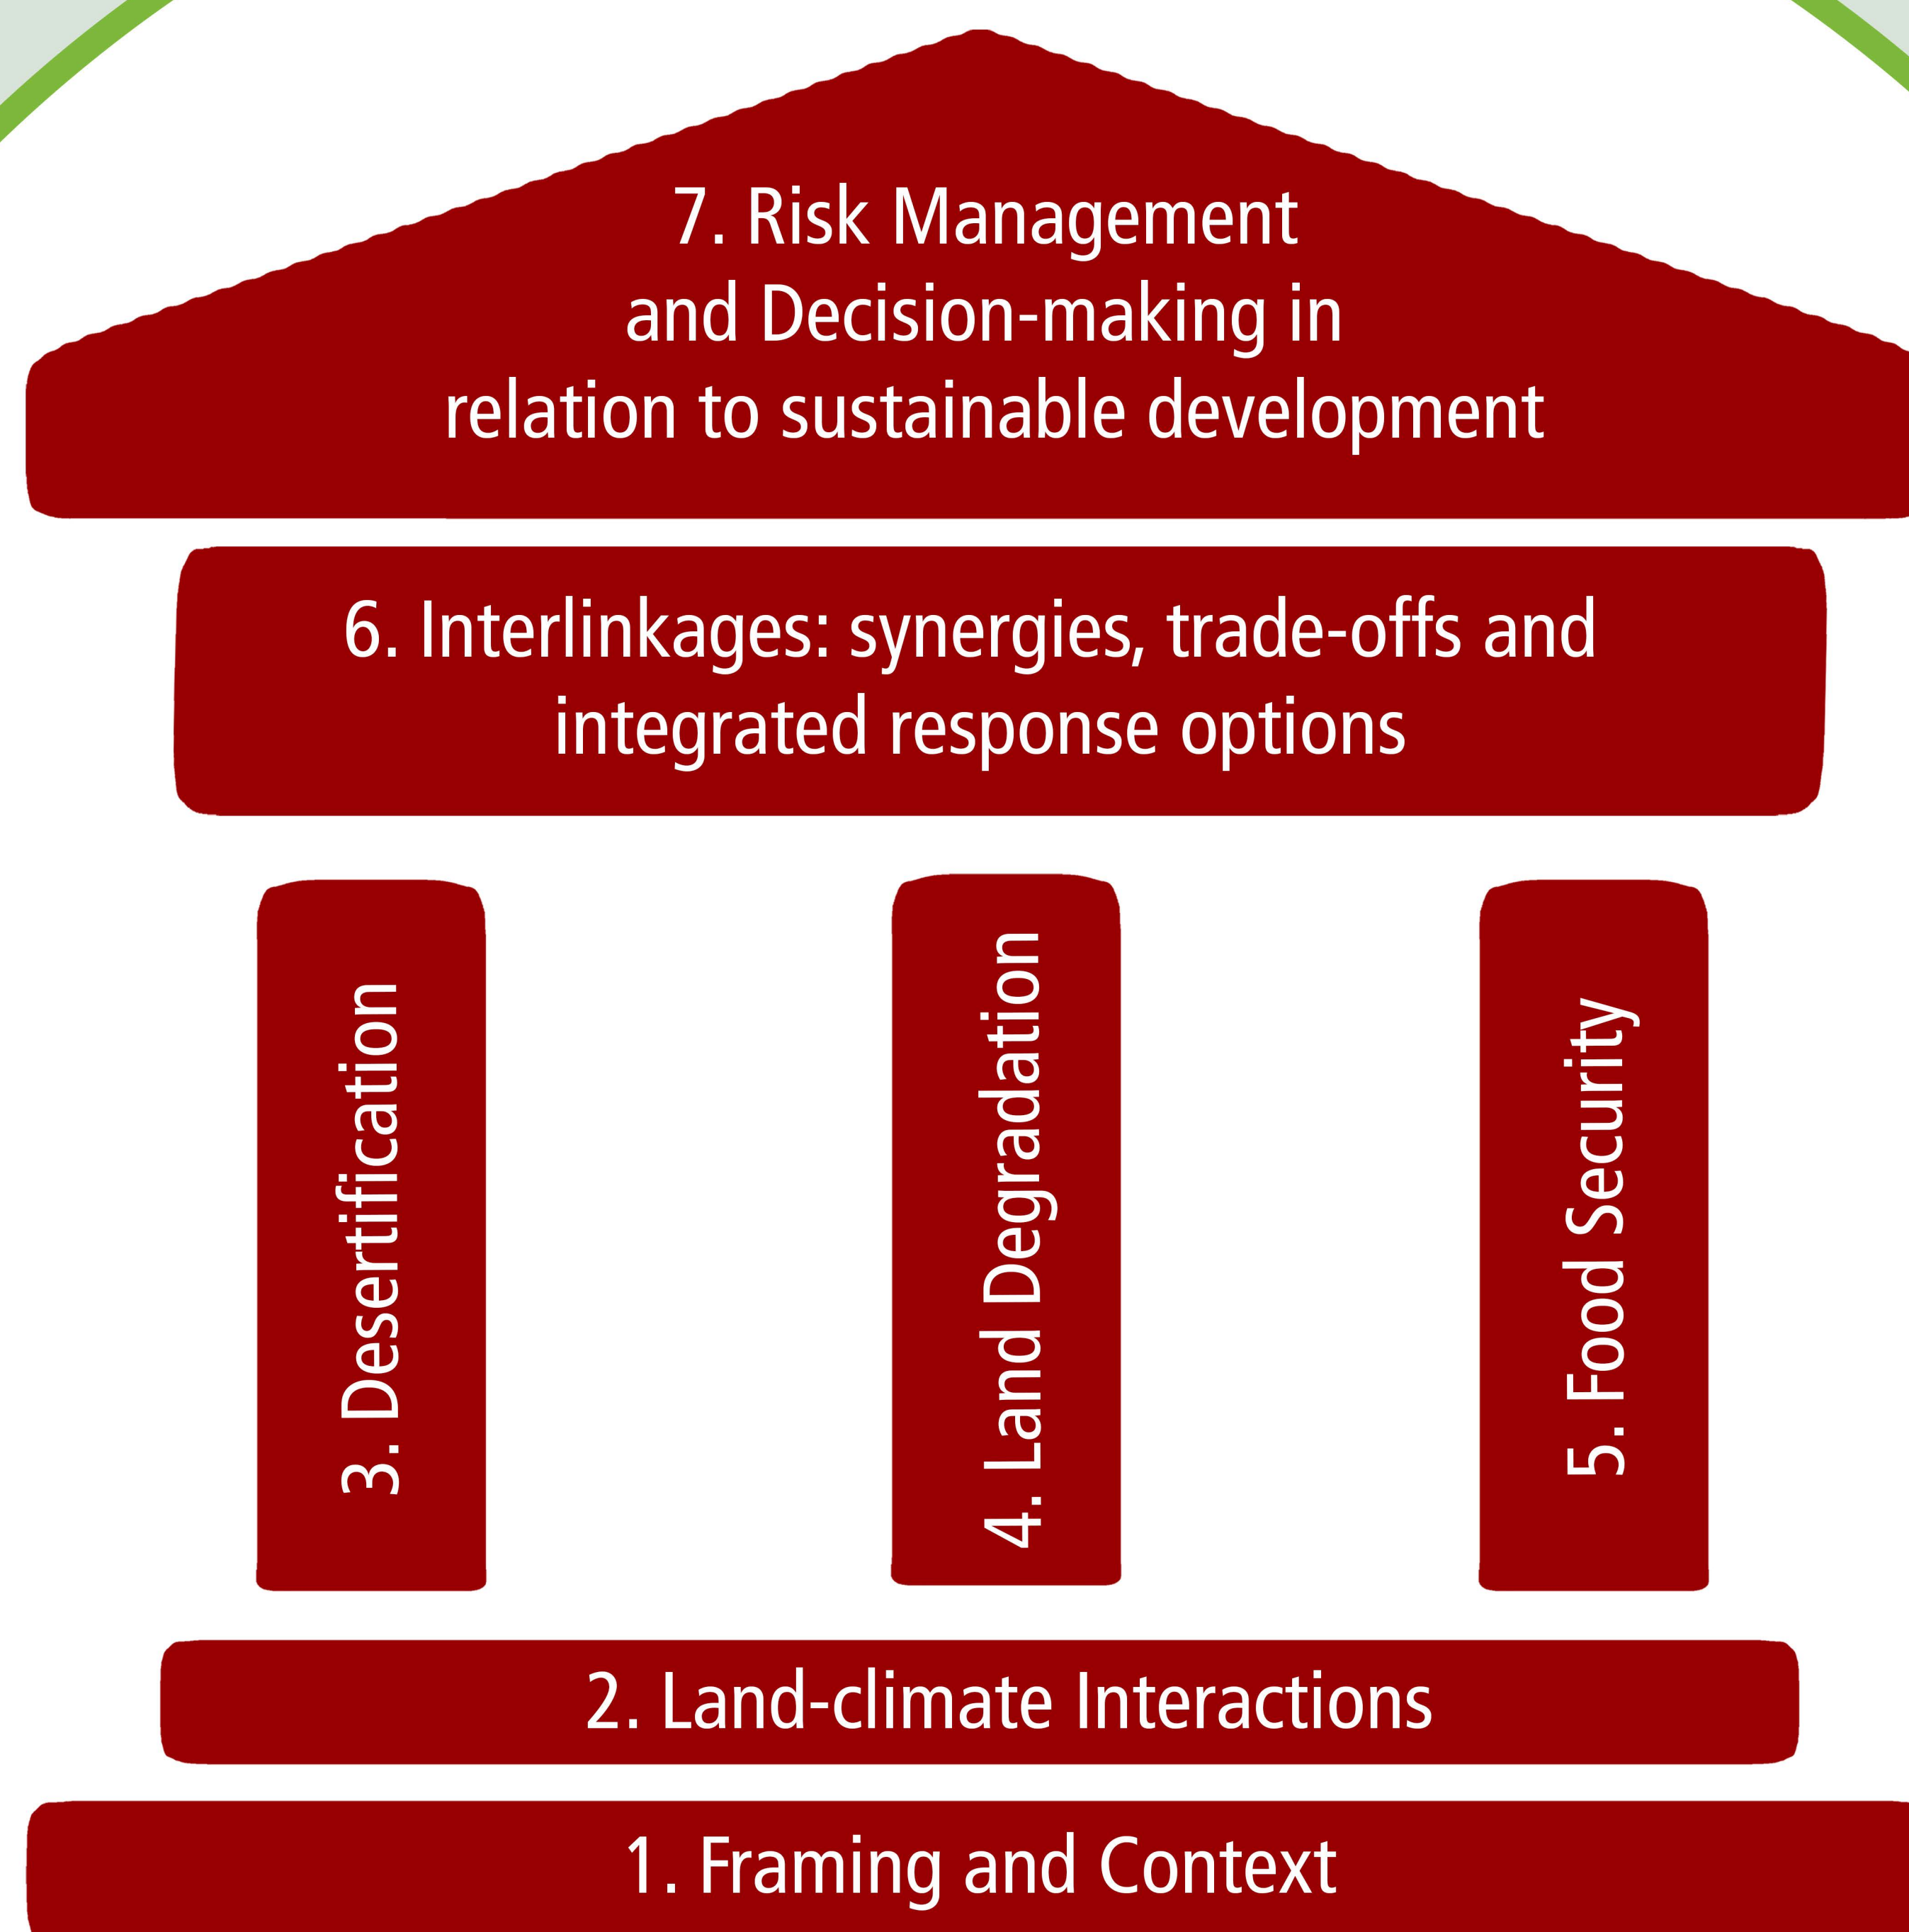 7. Risk Management
and Decision-making in
relation to sustainable development
6. Interlinkages: synergies, trade-offs and
integrated response options
3. Desertification
4. Land Degradation
5. Food Security
2. Land-climate Interactions
1. Framing and Context